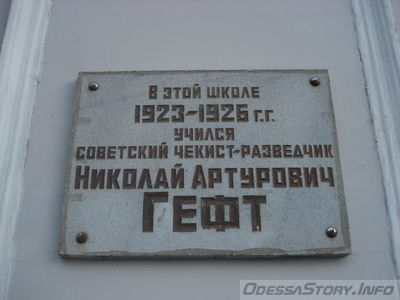 В ЭТОЙ ШКОЛЕ
1923-1926 Г.Г.
УЧИЛСЯ
СОВЕТСКИЙ ЧЕКИСТ-РАЗВЕДЧИК
НИКОЛАЙ АРТУРОВИЧ
ГЕФТ
OdessaStory.Info